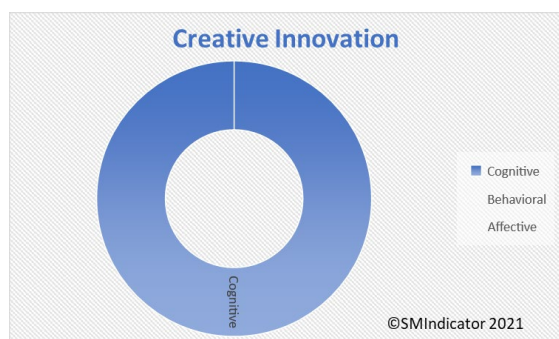 Creative Innovation
Cognitive
Behavioral
Affective
Cognitive
©SMIndicator 2021